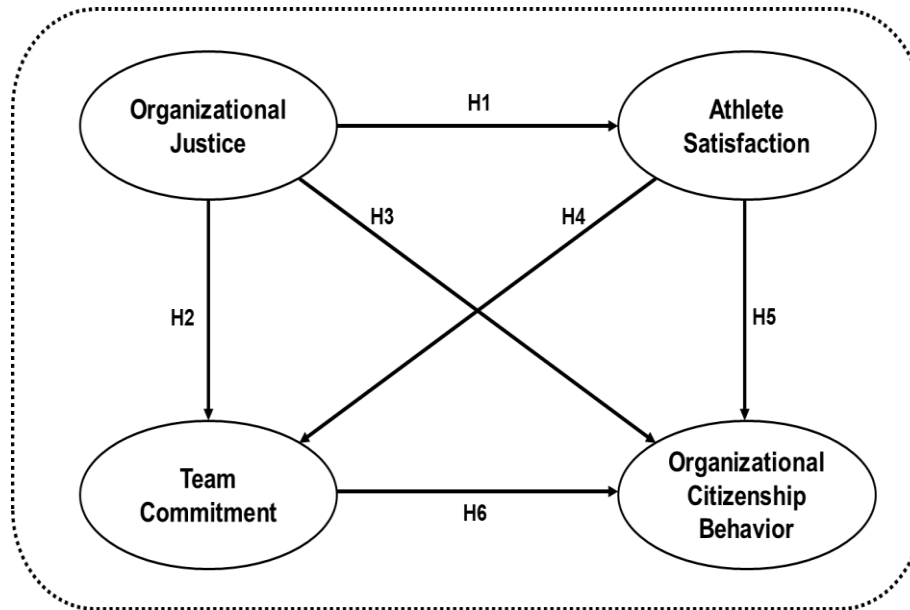 Organizational
Justice
H1
Athlete
Satisfaction
H3
H4
H2
H5
Team
Commitment
H6
Organizational
Citizenship
Behavior